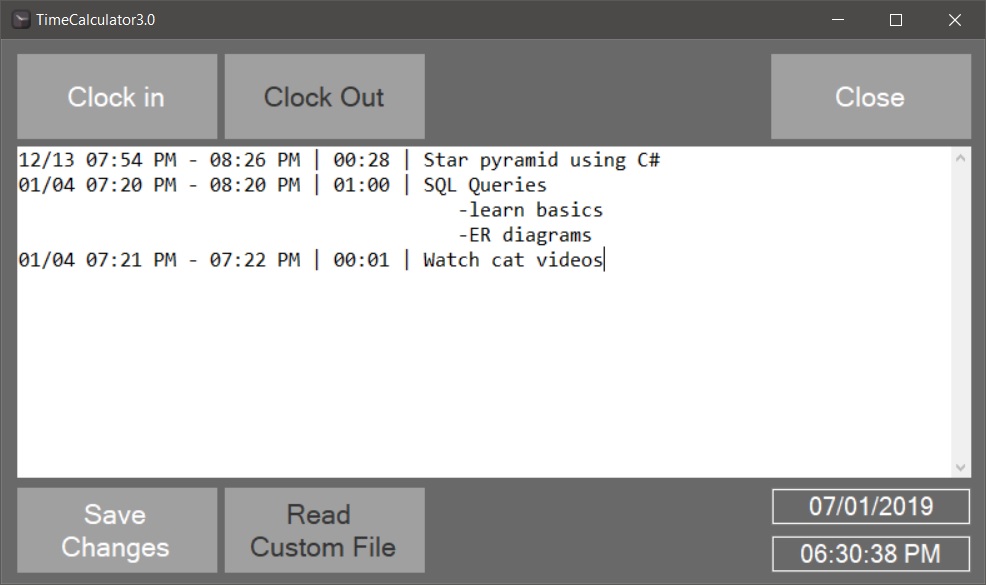 TimeCalculator3.0
Clock in
Clock Out
Close
12/13 07:54 PM - 08:26 PM | 00:28 | Star pyramid using C#
01/04 07:20 PM - 08:20 PM | 01:00 | SQL Queries
-learn basics
-ER diagrams
01/04 07:21 PM - 07:22 PM | 00:01 | Watch cat videos
Save
Changes
Read
Custom File
07/01/2019
06:30:38 PM